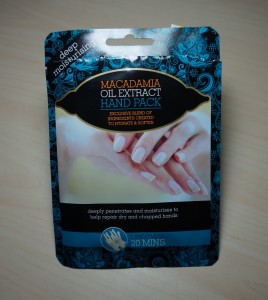 deep
moisturising
MACADAMIA
OIL EXTRACT
HAND PACK
EXCLUSIVE BLEND OF
INGREDIENTS CREATED
TO HYDRATE & SOFTEN
deeply penetrates and moisturises to
help repair dry and chapped hands
20 MINS